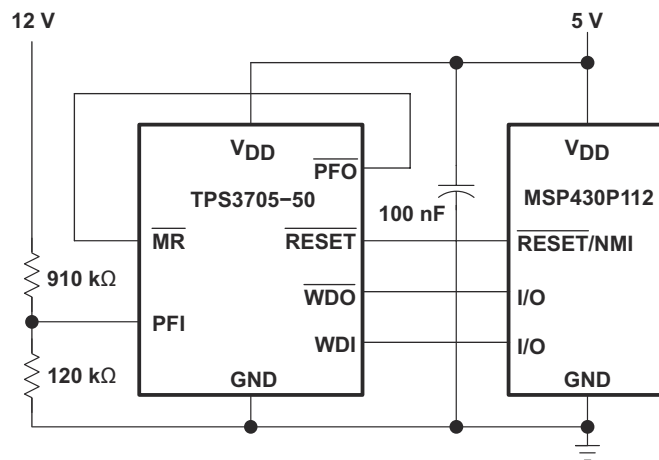 12 V
5 V
VDD
PFO
TPS3705−50
MR
RESET
WDO
PFI
WDI
GND
910 kΩ
120 kΩ
100 nF
VDD
MSP430P112
RESET/NMI
I/O
I/O
GND